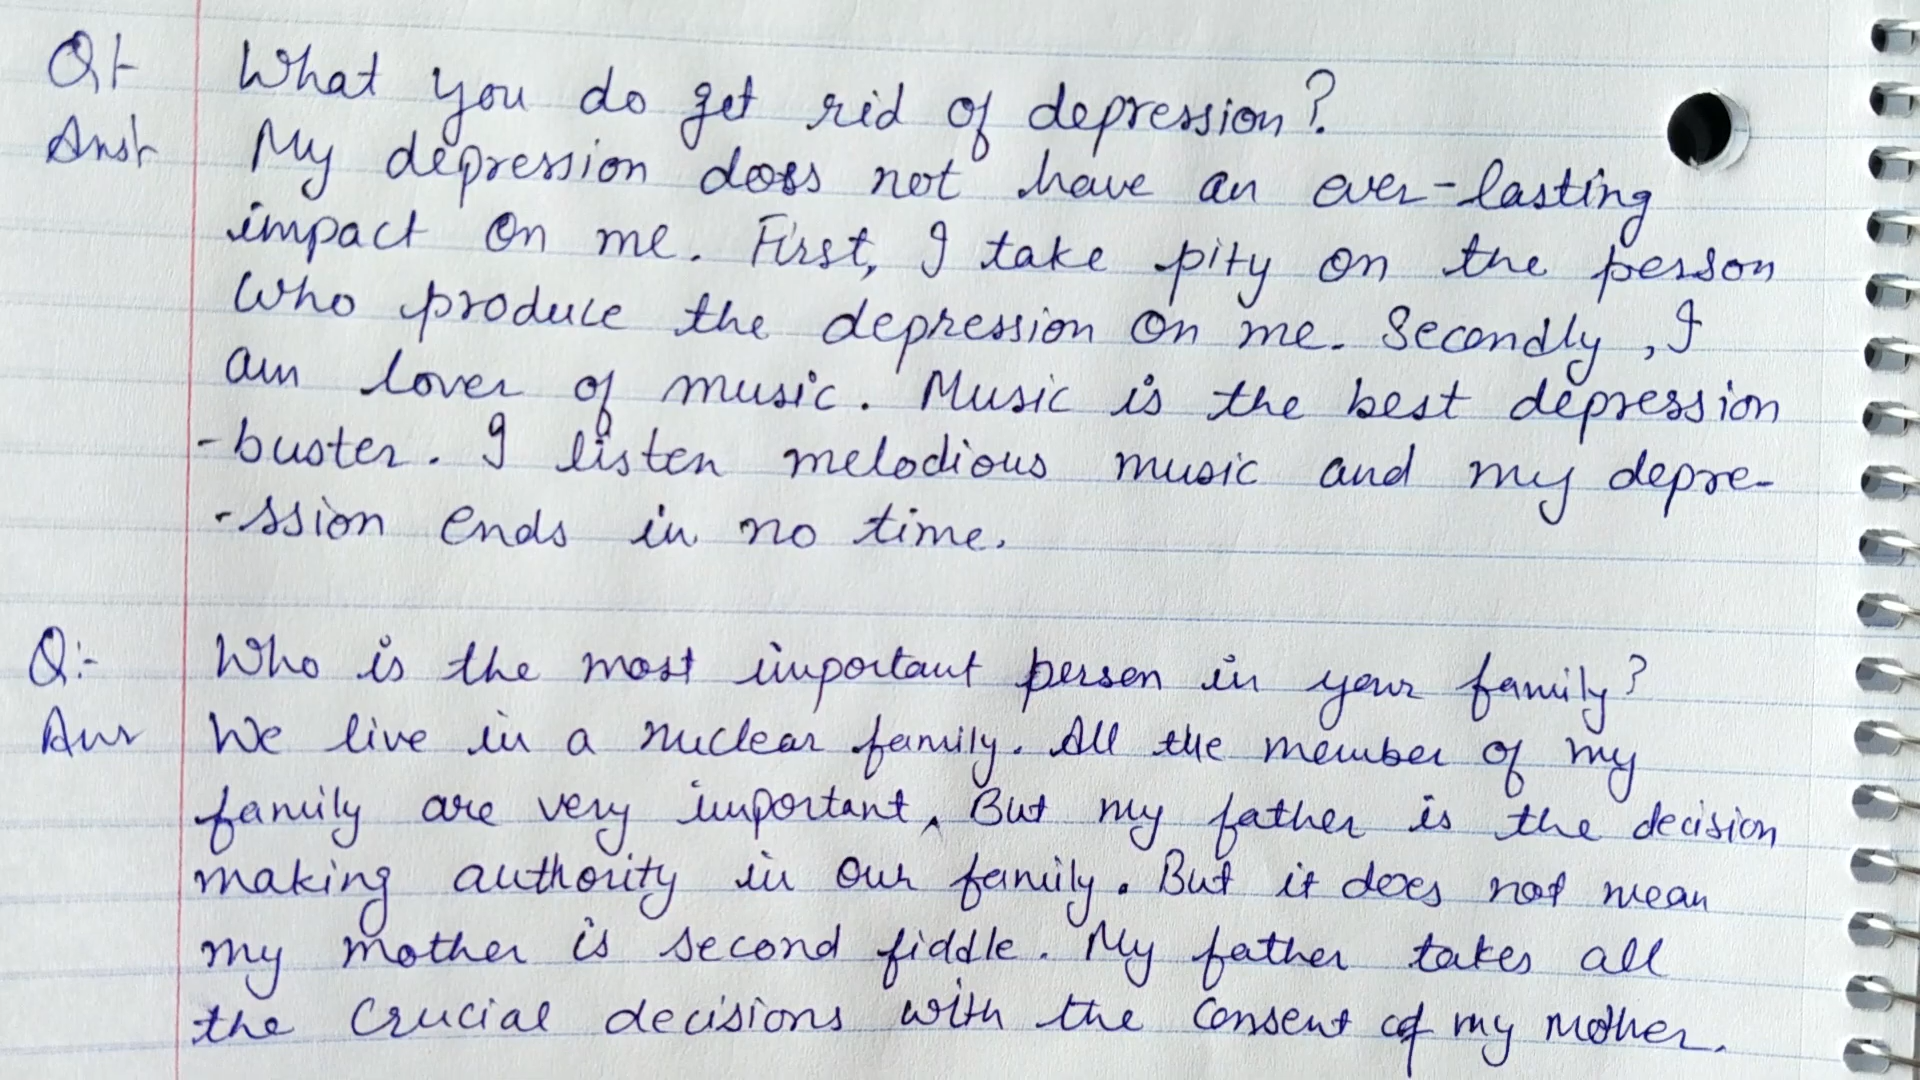 Q:- What you do get rid of depression?
Ans:- My depression does not have an ever-lasting
impact on me. First, I take pity on the person
who produce the depression on me. Secondly, I
am lover of music. Music is the best depression
-buster. I listen melodious music and my depre-
-ssion ends in no time.
Q:- Who is the most important person in your family?
Ans We live in a nuclear family. All the member of my
family are very important. But my father is the decision
making authority in our family. But it does not mean
my mother is second fiddle. My father takes all
the crucial decisions with the consent of my mother.